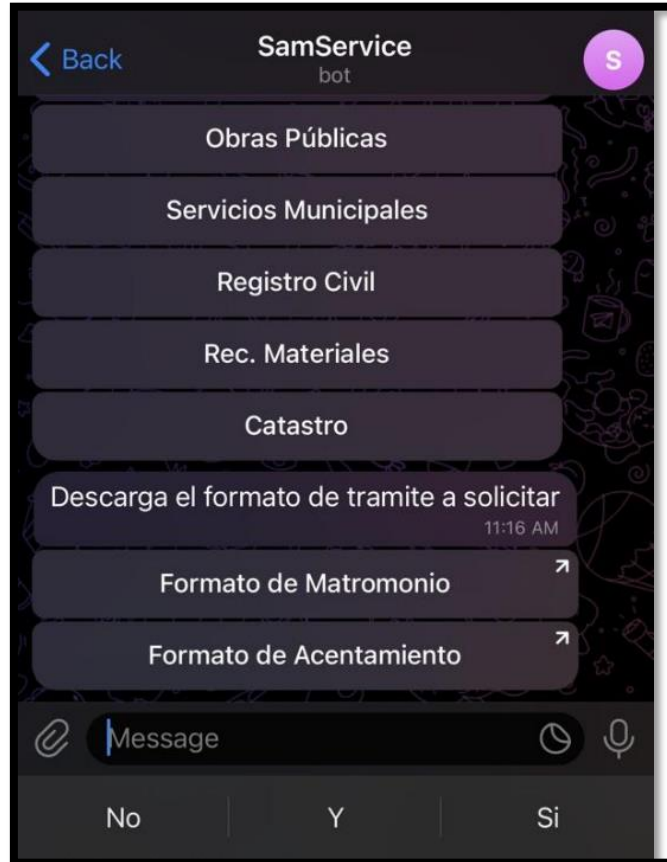 Back
SamService
bot
S
Obras Públicas
Servicios Municipales
Registro Civil
Rec. Materiales
Catastro
Descarga el formato de tramite a solicitar
11:16 AM
Formato de Matromonio
Formato de Acentamiento
Message
No
Y
Si